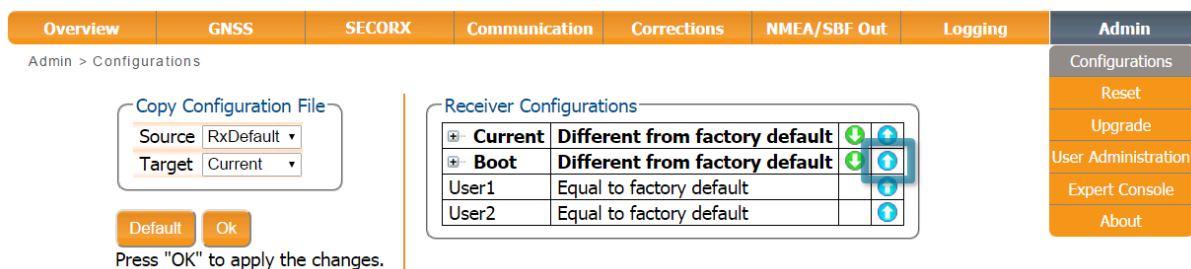 Overview GNSS SECORX Communication Corrections NMEA/SBF Out Logging Admin
Admin > Configurations
Configurations
Reset
Upgrade
User Administration
Expert Console
About
Copy Configuration File
Source RxDefault
Target Current
Default Ok
Press "OK" to apply the changes.
Receiver Configurations
Current Different from factory default
Boot Different from factory default
User1 Equal to factory default
User2 Equal to factory default